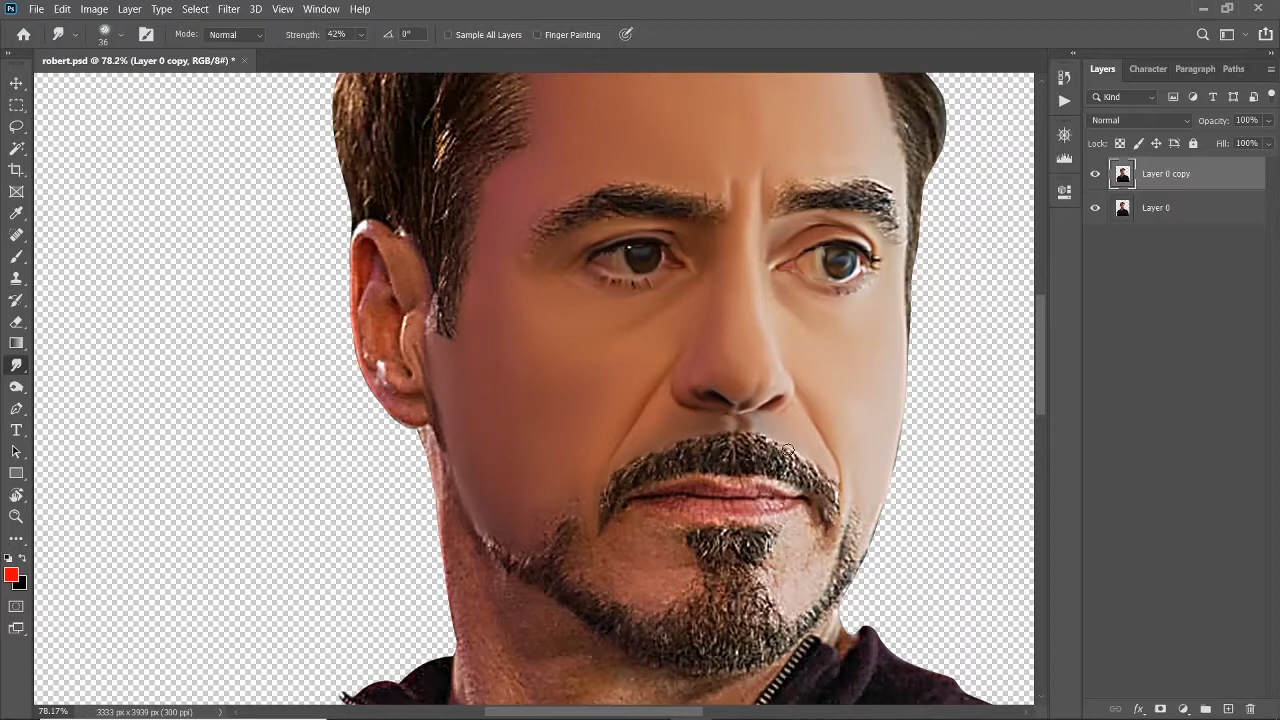 Ps File Edit Image Layer Type Select Filter 3D View Window Help
36 Mode: Normal Strength: 42% 0° Sample All Layers Finger Painting
robert.psd @ 78.2% (Layer 0 copy, RGB/8#) *
Layers Character Paragraph Paths
Kind
Normal Opacity: 100%
Lock: Fill: 100%
Layer 0 copy
Layer 0
78.17% 3333 px x 3939 px (300 ppi)